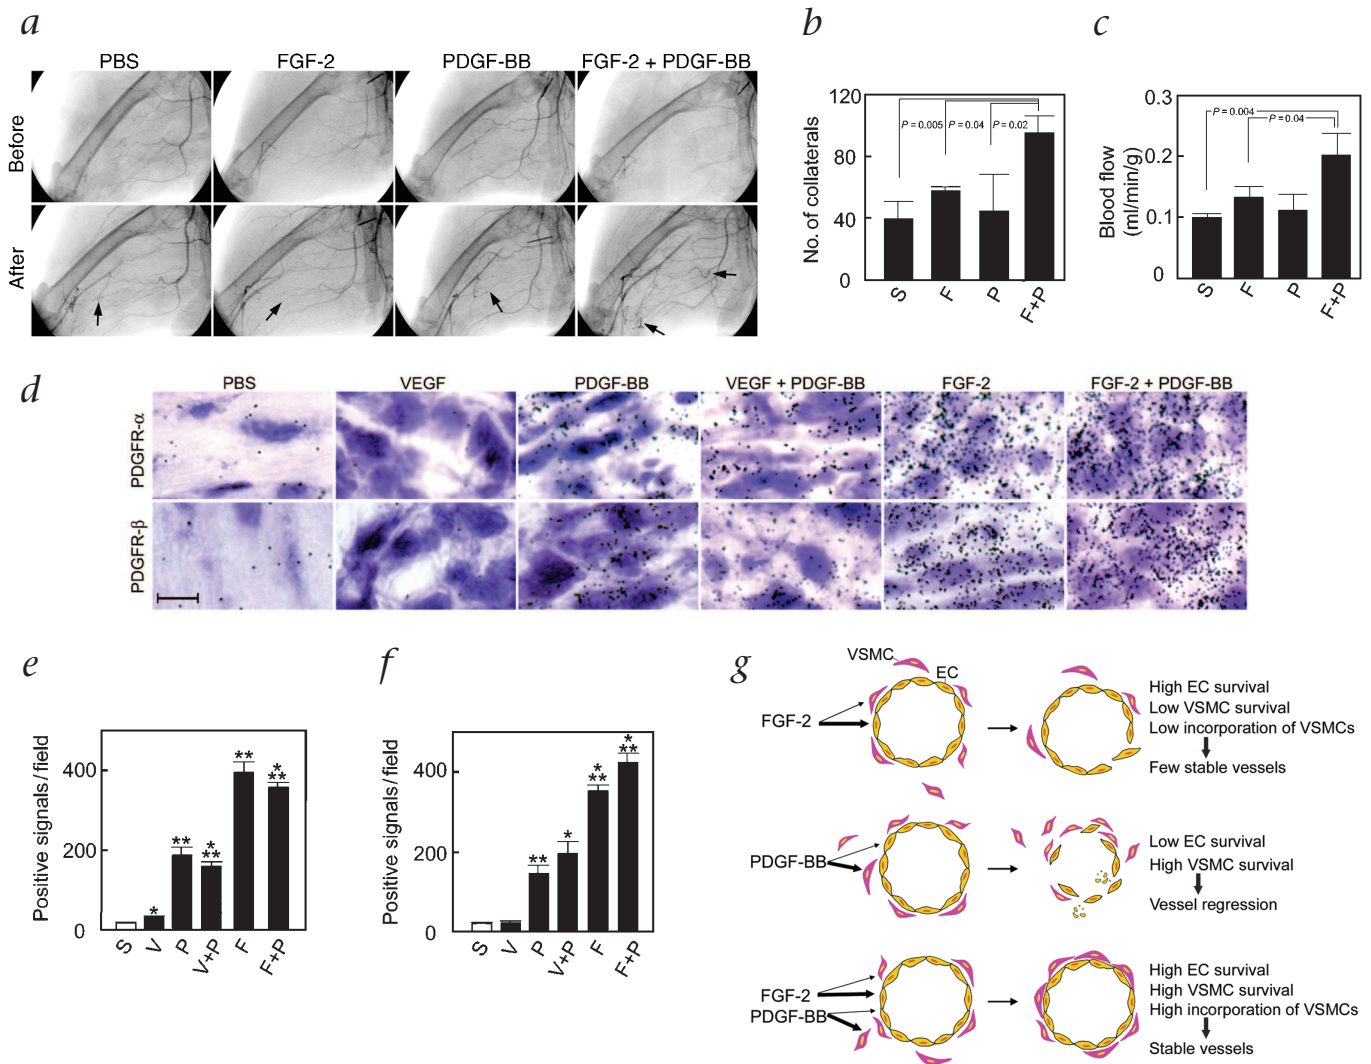 a
PBS
FGF-2
PDGF-BB
FGF-2 + PDGF-BB
Before
After
b
No. of collaterals
120
80
40
0
P = 0.005
P = 0.04
P = 0.02
S
F
P
F+P
c
Blood flow
(ml/min/g)
0.3
0.2
0.1
0
P = 0.004
P = 0.04
S
F
P
F+P
d
PBS
VEGF
PDGF-BB
VEGF + PDGF-BB
FGF-2
FGF-2 + PDGF-BB
PDGFR-α
PDGFR-β
e
Positive signals/field
400
200
0
*
**
*
**
**
*
**
S
V
P
V+P
F
F+P
f
Positive signals/field
400
200
0
**
*
*
**
*
**
S
V
P
V+P
F
F+P
g
VSMC
EC
FGF-2
High EC survival
Low VSMC survival
Low incorporation of VSMCs
Few stable vessels
PDGF-BB
Low EC survival
High VSMC survival
Vessel regression
FGF-2
PDGF-BB
High EC survival
High VSMC survival
High incorporation of VSMCs
Stable vessels